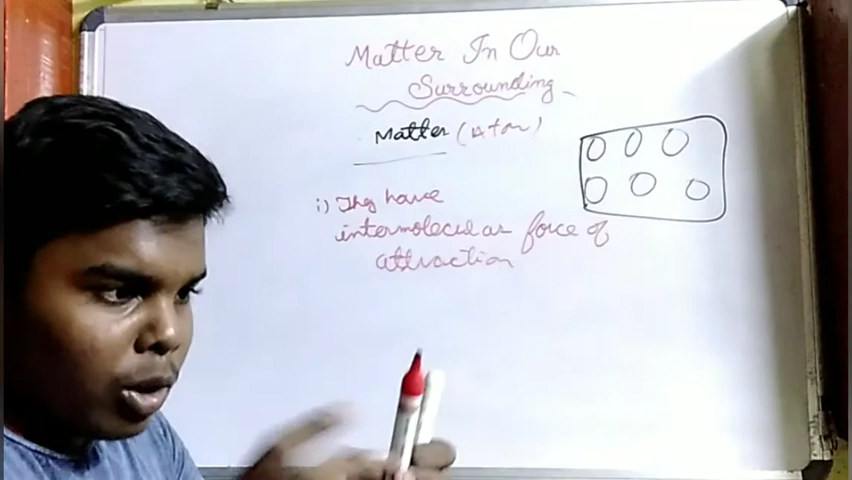 Matter In Our
Surrounding
Matter (Atom)
i) They have
intermolecular force of
attraction